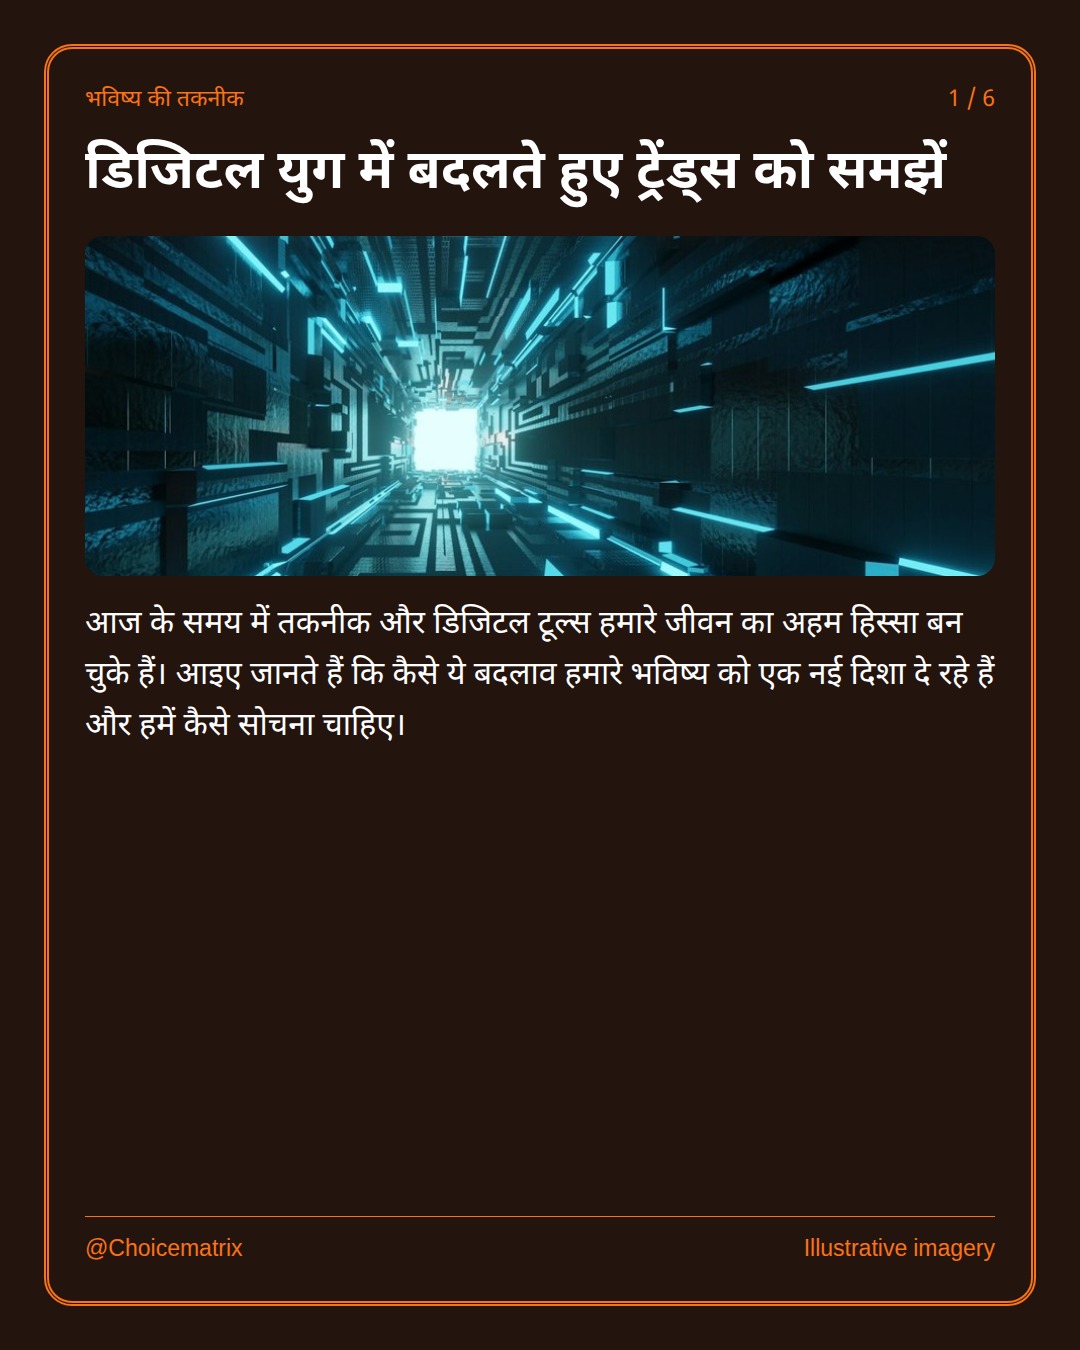 भविष्य की तकनीक
1 / 6
डिजिटल युग में बदलते हुए ट्रेंड्स को समझें
आज के समय में तकनीक और डिजिटल टूल्स हमारे जीवन का अहम हिस्सा बन
चुके हैं। आइए जानते हैं कि कैसे ये बदलाव हमारे भविष्य को एक नई दिशा दे रहे हैं
और हमें कैसे सोचना चाहिए।
@Choicematrix
Illustrative imagery